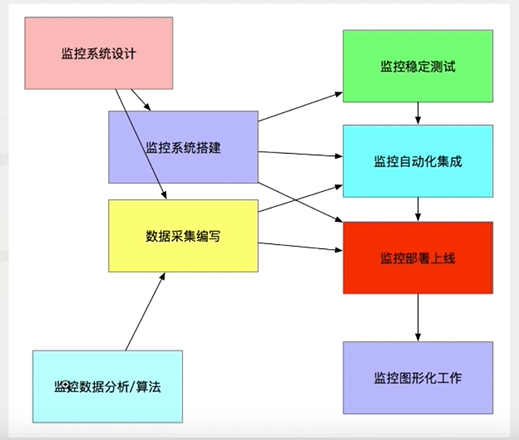 监控系统设计
监控稳定测试
监控系统搭建
监控自动化集成
数据采集编写
监控部署上线
监控数据分析/算法
监控图形化工作